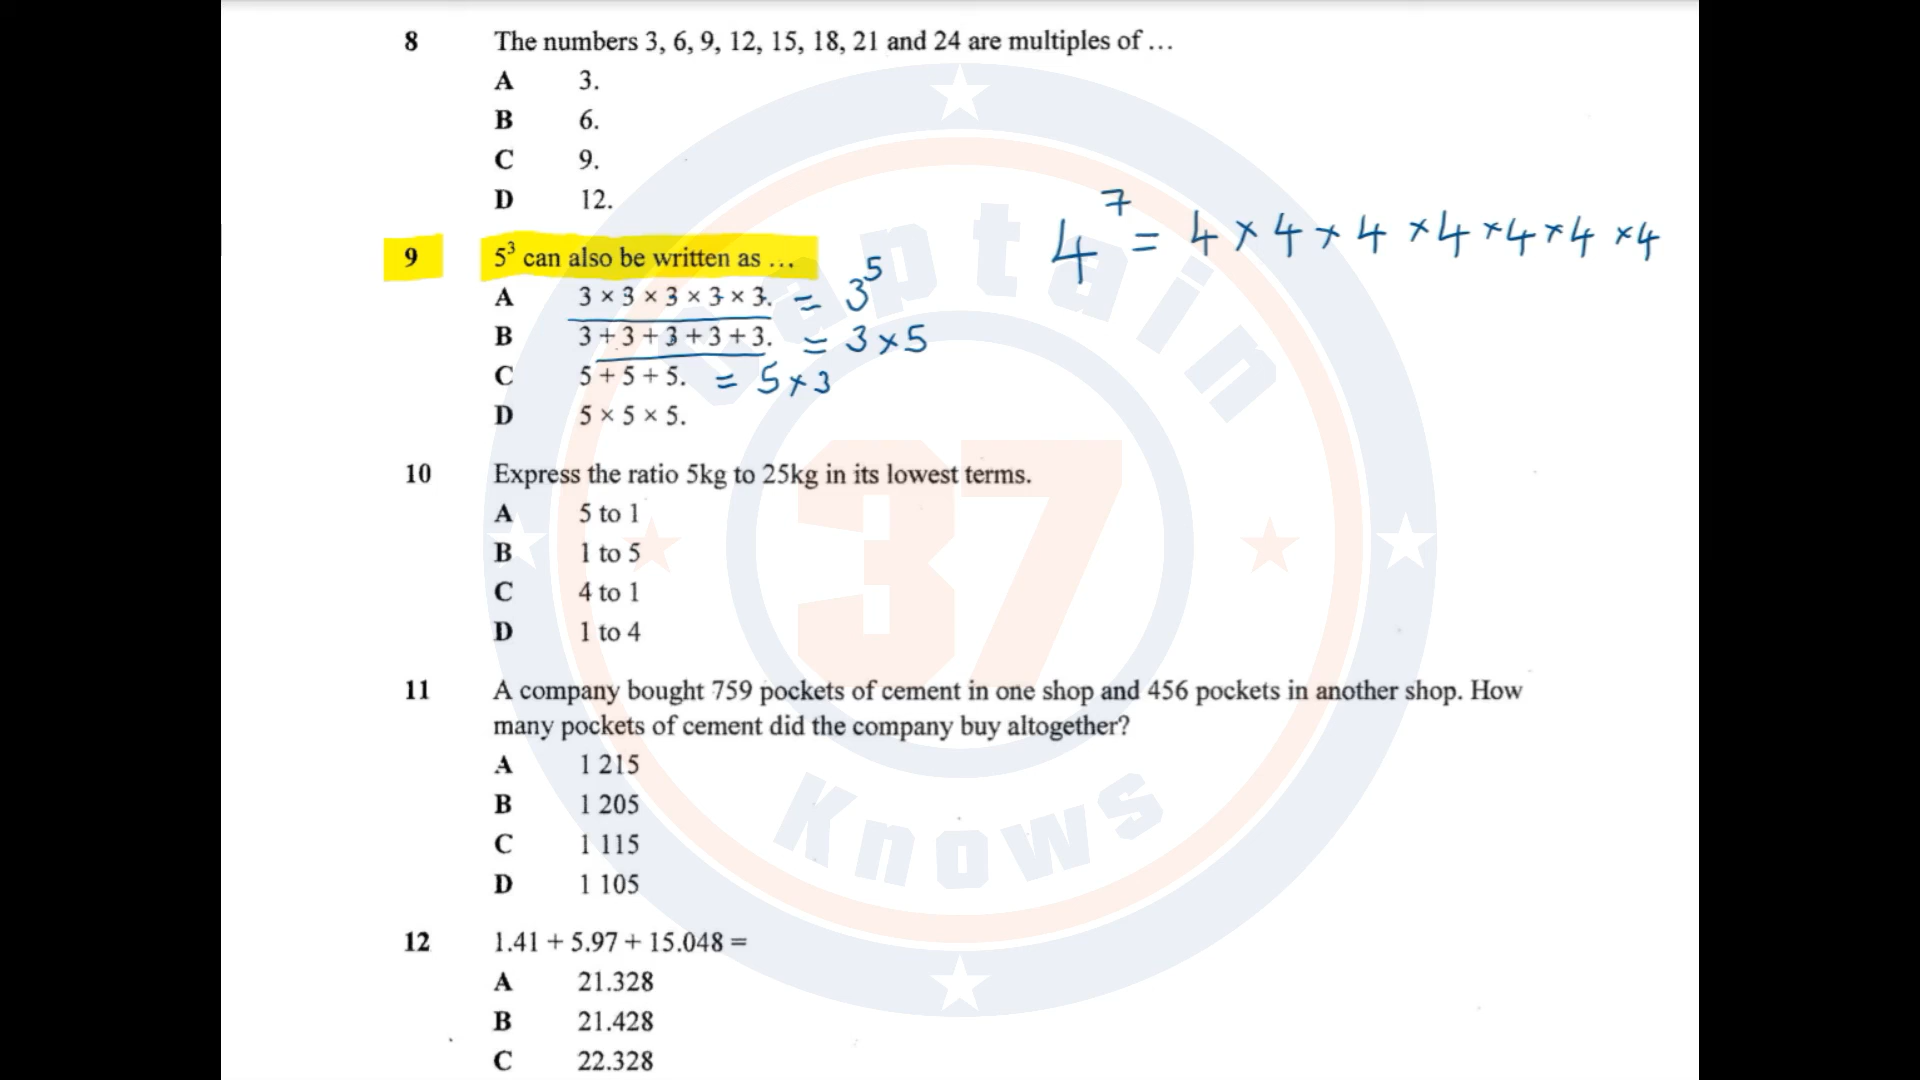 8 The numbers 3, 6, 9, 12, 15, 18, 21 and 24 are multiples of …
A 3.
B 6.
C 9.
D 12.
4⁷ = 4 × 4 × 4 × 4 × 4 × 4 × 4
9 5³ can also be written as …
A 3 × 3 × 3 × 3 × 3. = 3⁵
B 3 + 3 + 3 + 3 + 3. = 3 × 5
C 5 + 5 + 5. = 5 × 3
D 5 × 5 × 5.
10 Express the ratio 5kg to 25kg in its lowest terms.
A 5 to 1
B 1 to 5
C 4 to 1
D 1 to 4
11 A company bought 759 pockets of cement in one shop and 456 pockets in another shop. How
many pockets of cement did the company buy altogether?
A 1 215
B 1 205
C 1 115
D 1 105
12 1.41 + 5.97 + 15.048 =
A 21.328
B 21.428
C 22.328
Captain
37
Knows